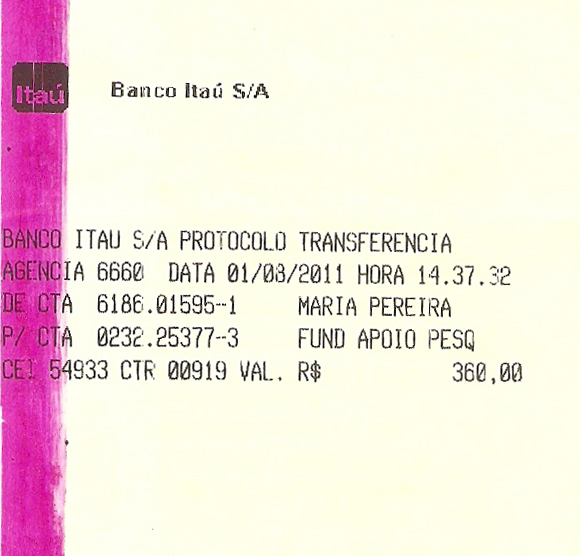 Itaú
Banco Itaú S/A
BANCO ITAU S/A PROTOCOLO TRANSFERENCIA
AGENCIA 6660 DATA 01/08/2011 HORA 14.37.32
DE CTA 6186.01595-1 MARIA PEREIRA
P/ CTA 0232.25377-3 FUND APOIO PESQ
CEI 54933 CTR 00919 VAL. R$ 360,00